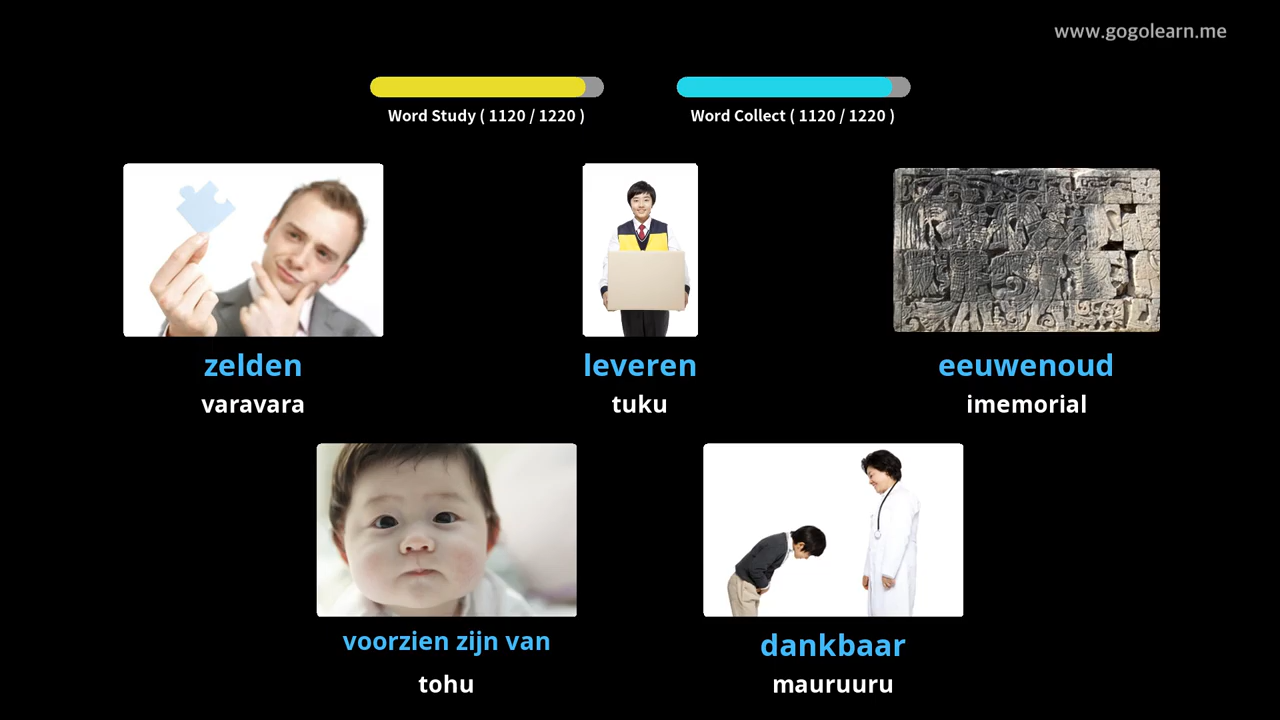 www.gogolearn.me
Word Study ( 1120 / 1220 )
Word Collect ( 1120 / 1220 )
zelden
varavara
leveren
tuku
eeuwenoud
imemorial
voorzien zijn van
tohu
dankbaar
mauruuru